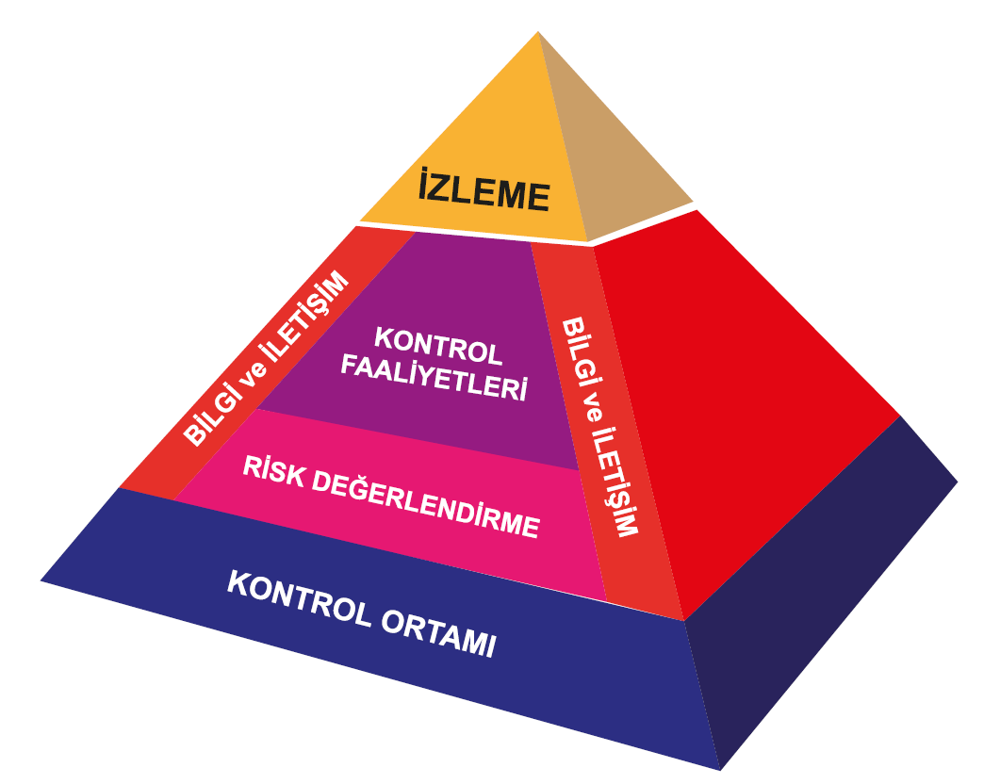 İZLEME
BİLGİ ve İLETİŞİM
KONTROL
FAALİYETLERİ
BİLGİ ve İLETİŞİM
RİSK DEĞERLENDİRME
KONTROL ORTAMI